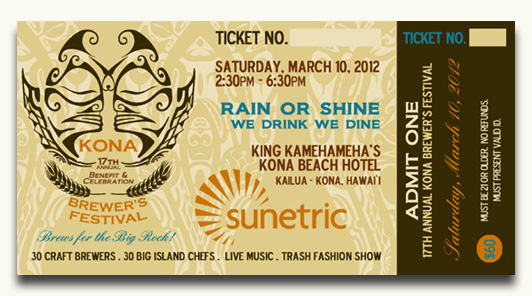 TICKET NO.
SATURDAY, MARCH 10, 2012
2:30PM - 6:30PM
RAIN OR SHINE
WE DRINK WE DINE
KING KAMEHAMEHA'S
KONA BEACH HOTEL
KAILUA - KONA, HAWAI'I
sunetric
KONA
17TH
ANNUAL
BENEFIT &
CELEBRATION
BREWER'S
FESTIVAL
Brews for the Big Rock!
30 CRAFT BREWERS . 30 BIG ISLAND CHEFS . LIVE MUSIC . TRASH FASHION SHOW
TICKET NO.
ADMIT ONE
17TH ANNUAL KONA BREWER'S FESTIVAL
Saturday, March 10, 2012
MUST BE 21 OR OLDER. NO REFUNDS.
MUST PRESENT VALID ID.
$60